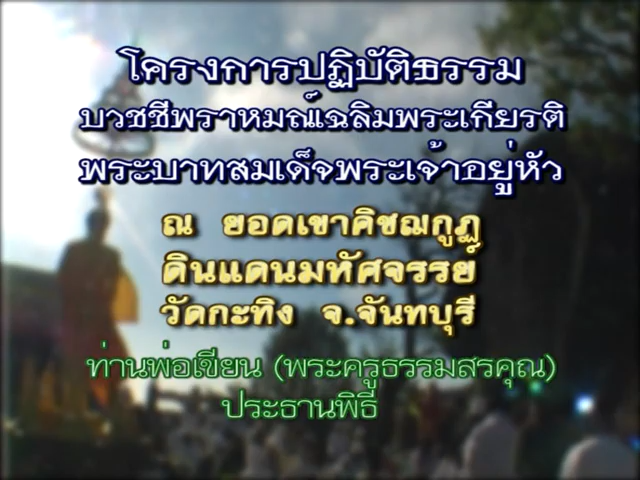 โครงการปฏิบัติธรรม
บวชชีพราหมณ์เฉลิมพระเกียรติ
พระบาทสมเด็จพระเจ้าอยู่หัว
ณ ยอดเขาคิชฌกูฏ
ดินแดนมหัศจรรย์
วัดกะทิง จ.จันทบุรี
ท่านพ่อเขียน (พระครูธรรมสรคุณ)
ประธานพิธี